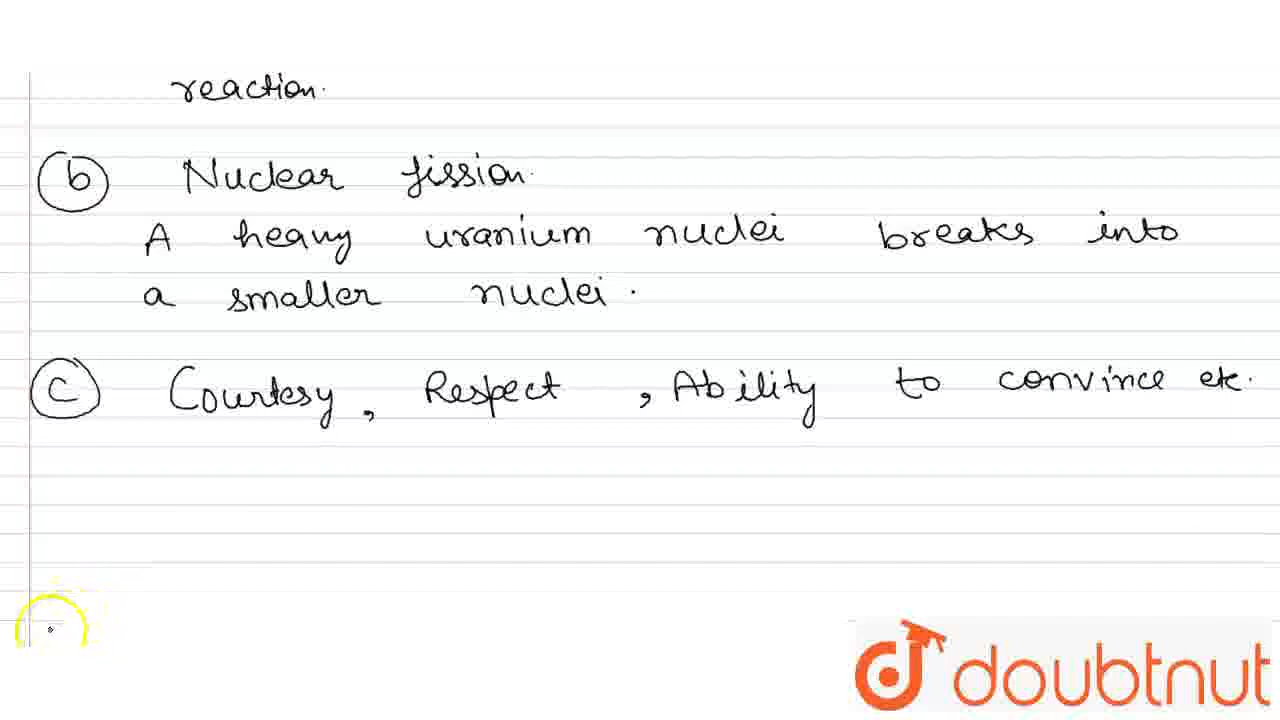 reaction.
b Nuclear fission.
A heavy uranium nuclei breaks into
a smaller nuclei.
c Courtesy, Respect, Ability to convince etc.
doubtnut